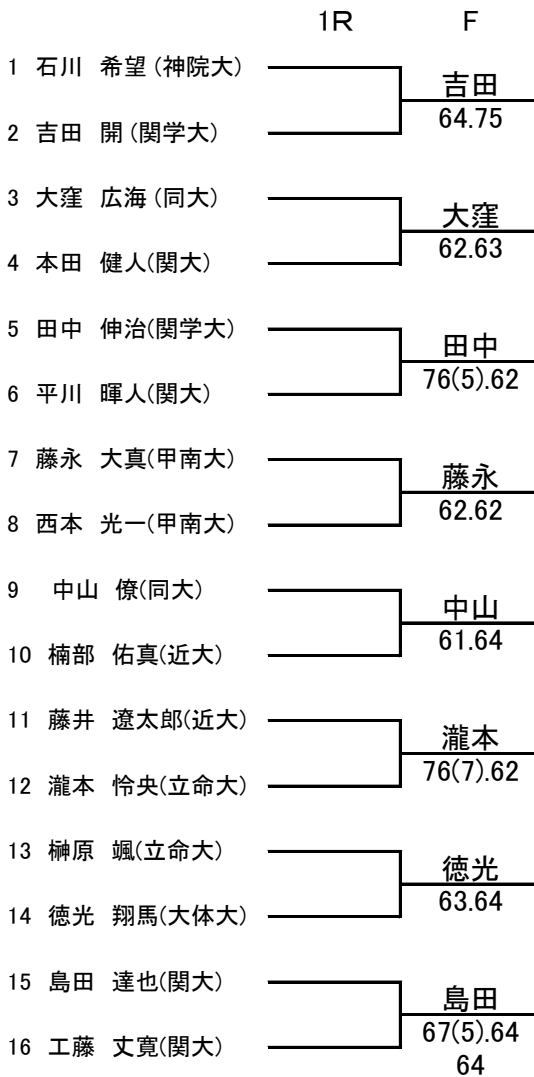 1R F
1 石川 希望 (神院大)
吉田
64.75
2 吉田 開 (関学大)
3 大窪 広海 (同大)
大窪
62.63
4 本田 健人(関大)
5 田中 伸治(関学大)
田中
76(5).62
6 平川 暉人(関大)
7 藤永 大真(甲南大)
藤永
62.62
8 西本 光一(甲南大)
9 中山 僚(同大)
中山
61.64
10 楠部 佑真(近大)
11 藤井 遼太郎(近大)
瀧本
76(7).62
12 瀧本 怜央(立命大)
13 榊原 颯(立命大)
徳光
63.64
14 徳光 翔馬(大体大)
15 島田 達也(関大)
島田
67(5).64
16 工藤 丈寛(関大)
64